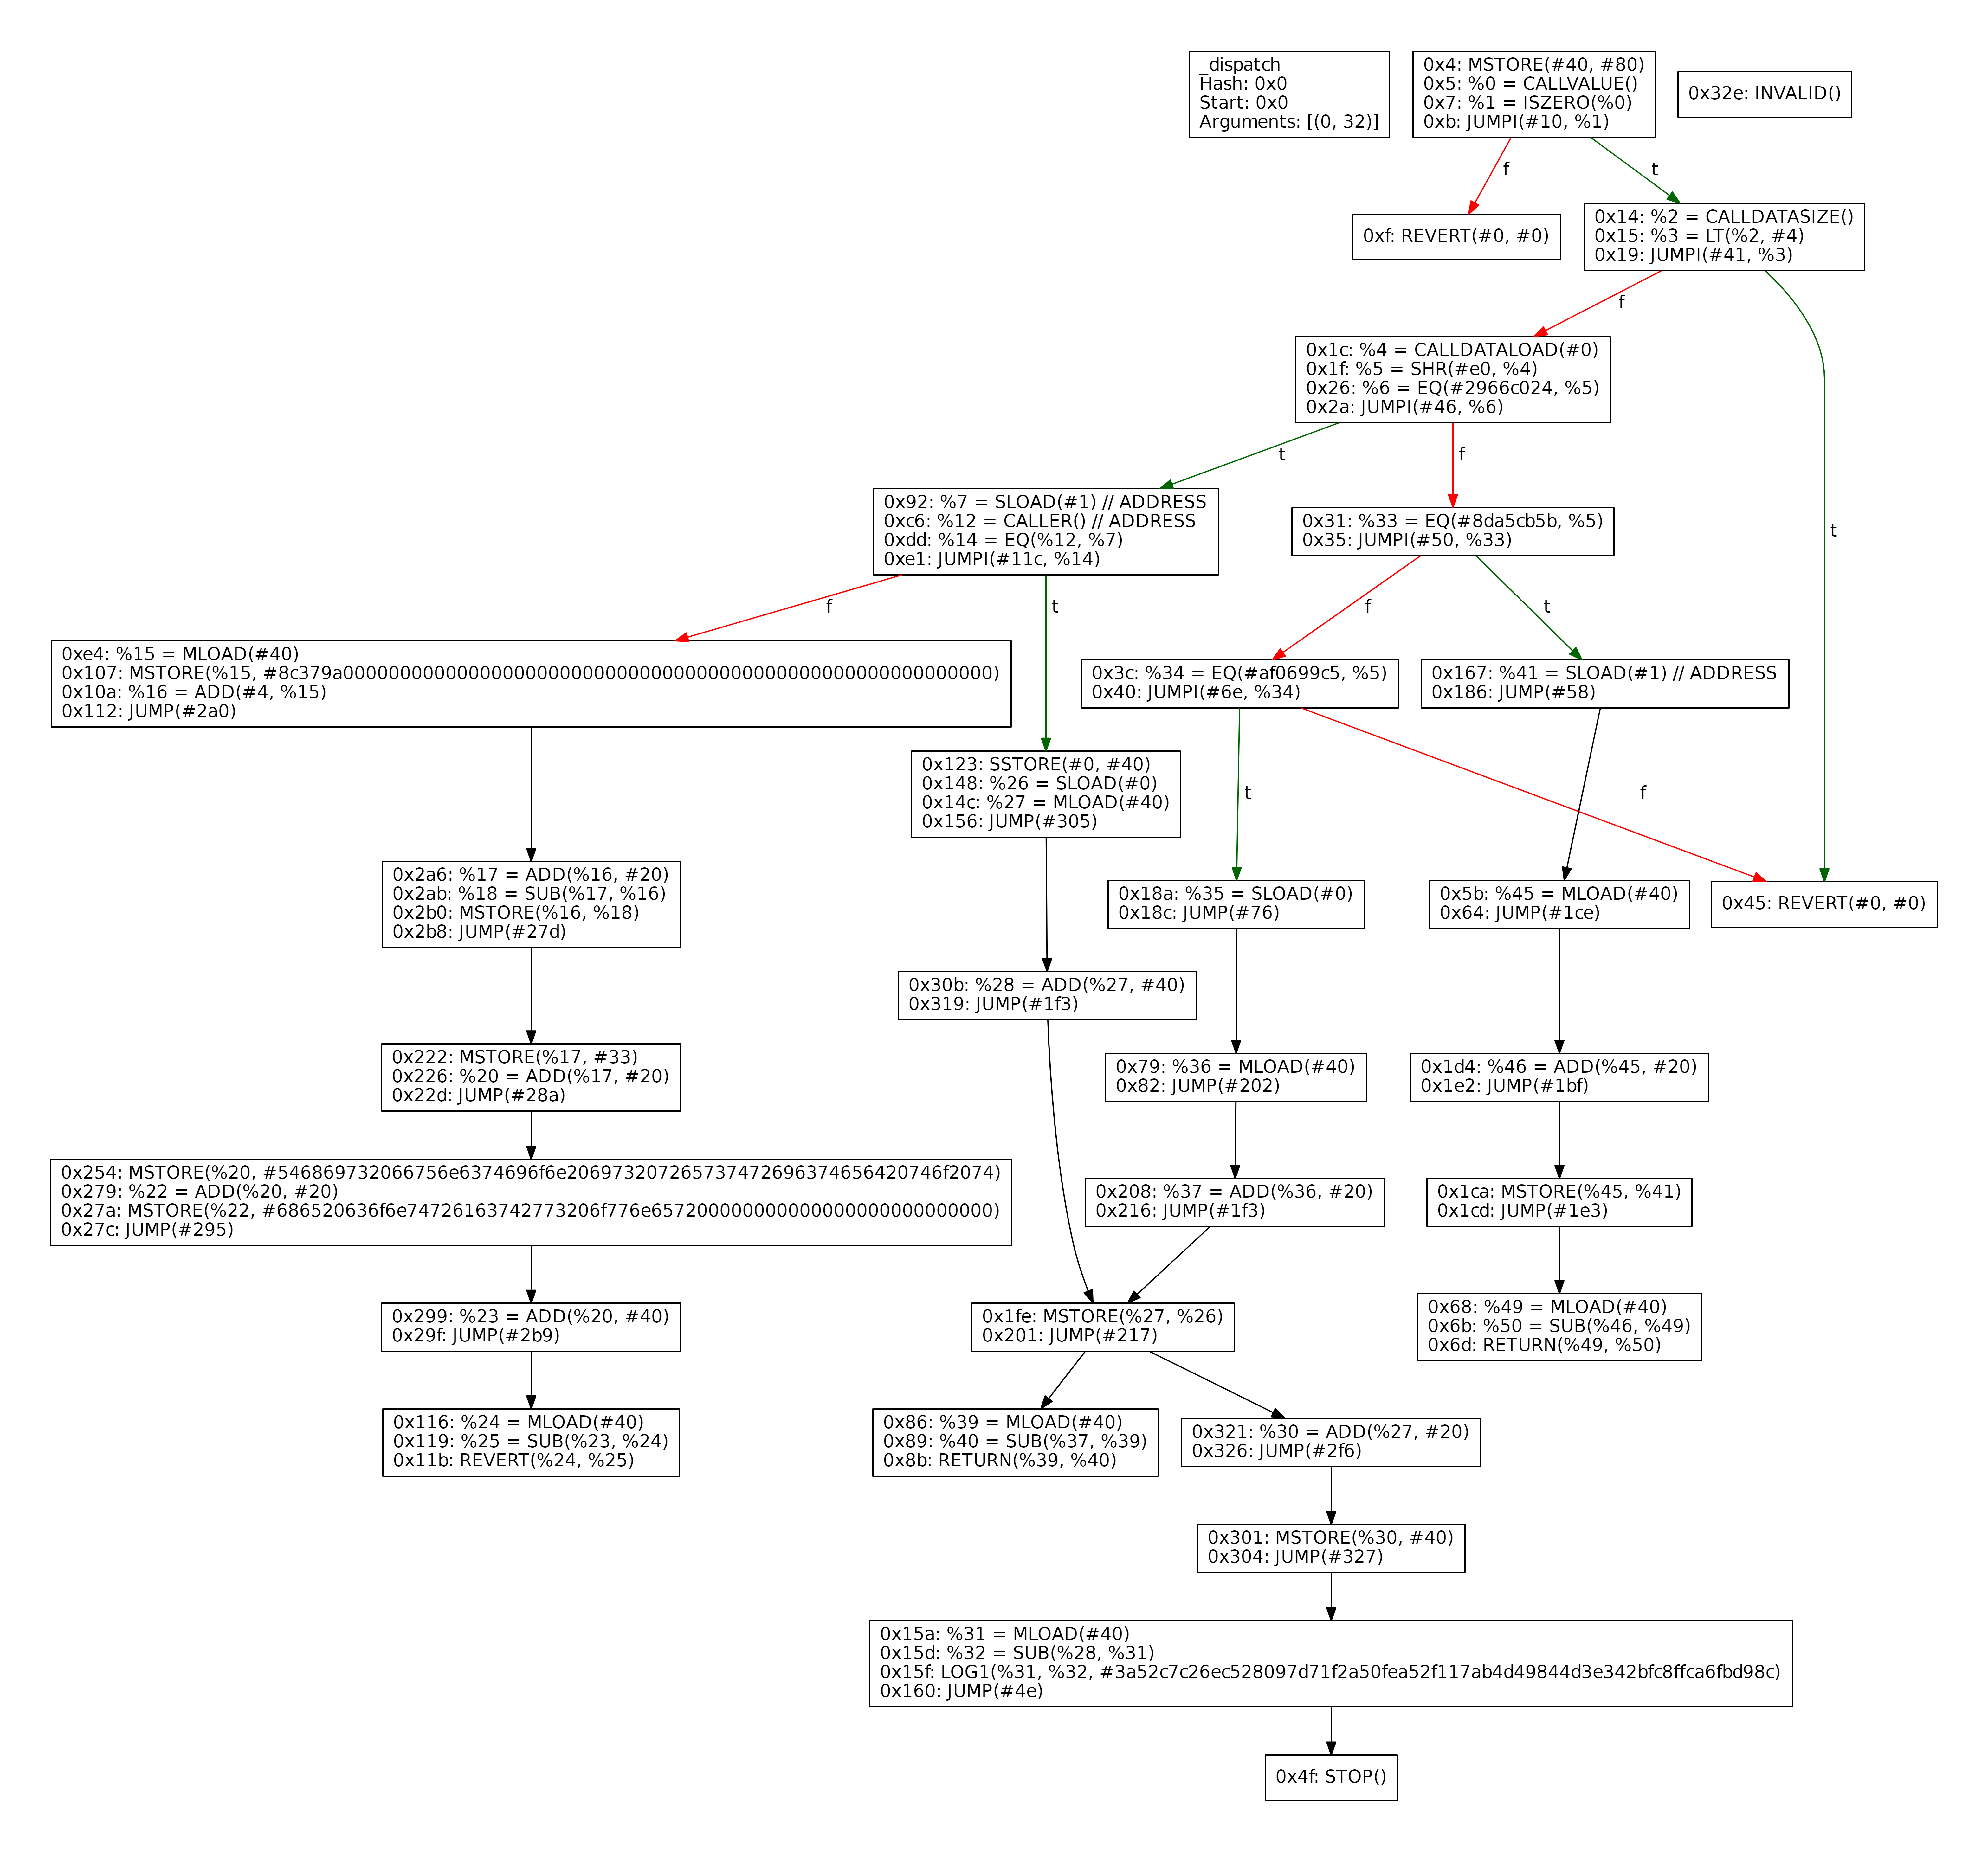 _dispatch
Hash: 0x0
Start: 0x0
Arguments: [(0, 32)]
0x4: MSTORE(#40, #80)
0x5: %0 = CALLVALUE()
0x7: %1 = ISZERO(%0)
0xb: JUMPI(#10, %1)
0x32e: INVALID()
f
t
0xf: REVERT(#0, #0)
0x14: %2 = CALLDATASIZE()
0x15: %3 = LT(%2, #4)
0x19: JUMPI(#41, %3)
f
t
0x1c: %4 = CALLDATALOAD(#0)
0x1f: %5 = SHR(#e0, %4)
0x26: %6 = EQ(#2966c024, %5)
0x2a: JUMPI(#46, %6)
t
f
0x92: %7 = SLOAD(#1) // ADDRESS
0xc6: %12 = CALLER() // ADDRESS
0xdd: %14 = EQ(%12, %7)
0xe1: JUMPI(#11c, %14)
0x31: %33 = EQ(#8da5cb5b, %5)
0x35: JUMPI(#50, %33)
f
t
f
t
0xe4: %15 = MLOAD(#40)
0x107: MSTORE(%15, #8c379a000000000000000000000000000000000000000000000000000000000)
0x10a: %16 = ADD(#4, %15)
0x112: JUMP(#2a0)
0x3c: %34 = EQ(#af0699c5, %5)
0x40: JUMPI(#6e, %34)
0x167: %41 = SLOAD(#1) // ADDRESS
0x186: JUMP(#58)
0x123: SSTORE(#0, #40)
0x148: %26 = SLOAD(#0)
0x14c: %27 = MLOAD(#40)
0x156: JUMP(#305)
t
f
0x2a6: %17 = ADD(%16, #20)
0x2ab: %18 = SUB(%17, %16)
0x2b0: MSTORE(%16, %18)
0x2b8: JUMP(#27d)
0x18a: %35 = SLOAD(#0)
0x18c: JUMP(#76)
0x5b: %45 = MLOAD(#40)
0x64: JUMP(#1ce)
0x45: REVERT(#0, #0)
0x30b: %28 = ADD(%27, #40)
0x319: JUMP(#1f3)
0x222: MSTORE(%17, #33)
0x226: %20 = ADD(%17, #20)
0x22d: JUMP(#28a)
0x79: %36 = MLOAD(#40)
0x82: JUMP(#202)
0x1d4: %46 = ADD(%45, #20)
0x1e2: JUMP(#1bf)
0x254: MSTORE(%20, #546869732066756e6374696f6e206973207265737472696374656420746f2074)
0x279: %22 = ADD(%20, #20)
0x27a: MSTORE(%22, #686520636f6e74726163742773206f776e657200000000000000000000000000)
0x27c: JUMP(#295)
0x208: %37 = ADD(%36, #20)
0x216: JUMP(#1f3)
0x1ca: MSTORE(%45, %41)
0x1cd: JUMP(#1e3)
0x299: %23 = ADD(%20, #40)
0x29f: JUMP(#2b9)
0x1fe: MSTORE(%27, %26)
0x201: JUMP(#217)
0x68: %49 = MLOAD(#40)
0x6b: %50 = SUB(%46, %49)
0x6d: RETURN(%49, %50)
0x116: %24 = MLOAD(#40)
0x119: %25 = SUB(%23, %24)
0x11b: REVERT(%24, %25)
0x86: %39 = MLOAD(#40)
0x89: %40 = SUB(%37, %39)
0x8b: RETURN(%39, %40)
0x321: %30 = ADD(%27, #20)
0x326: JUMP(#2f6)
0x301: MSTORE(%30, #40)
0x304: JUMP(#327)
0x15a: %31 = MLOAD(#40)
0x15d: %32 = SUB(%28, %31)
0x15f: LOG1(%31, %32, #3a52c7c26ec528097d71f2a50fea52f117ab4d49844d3e342bfc8ffca6fbd98c)
0x160: JUMP(#4e)
0x4f: STOP()